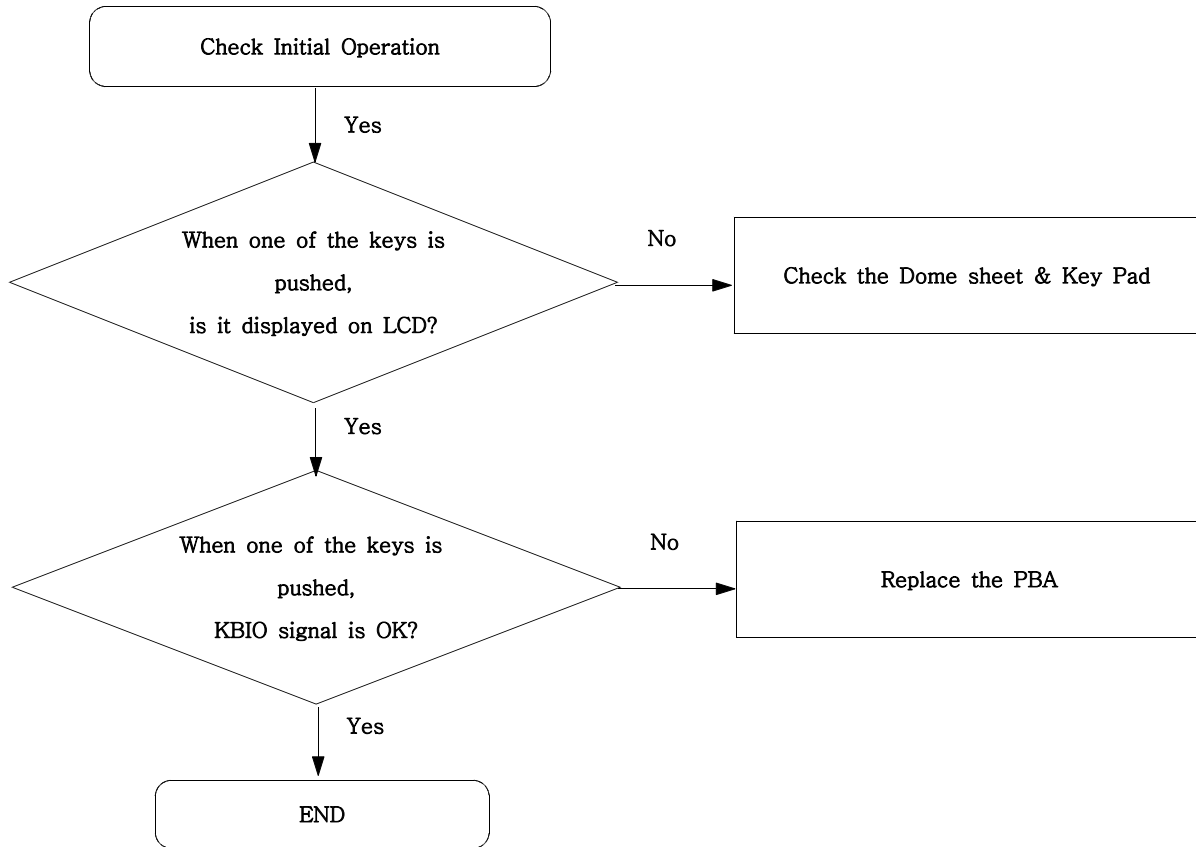 Check Initial Operation
Yes
When one of the keys is
pushed,
is it displayed on LCD?
No
Check the Dome sheet & Key Pad
Yes
When one of the keys is
pushed,
KBIO signal is OK?
No
Replace the PBA
Yes
END